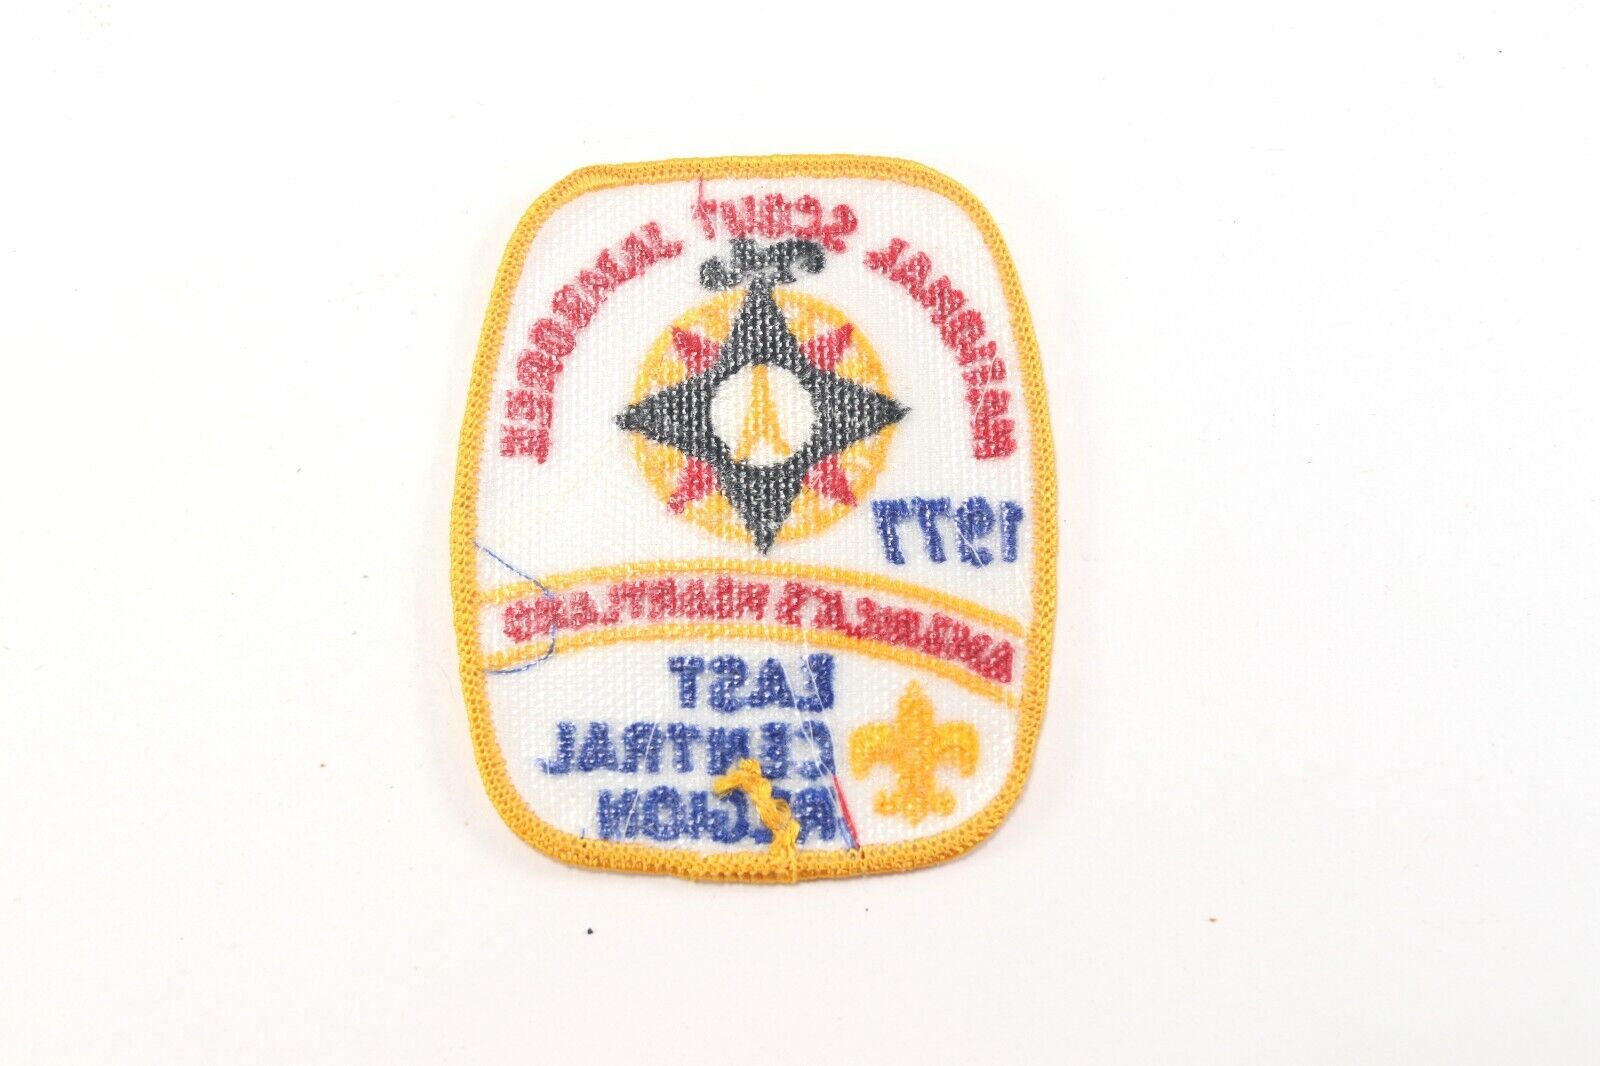 NATIONAL SCOUT JAMBOREE
1977
AMERICA'S HEARTLAND
EAST
CENTRAL
REGION